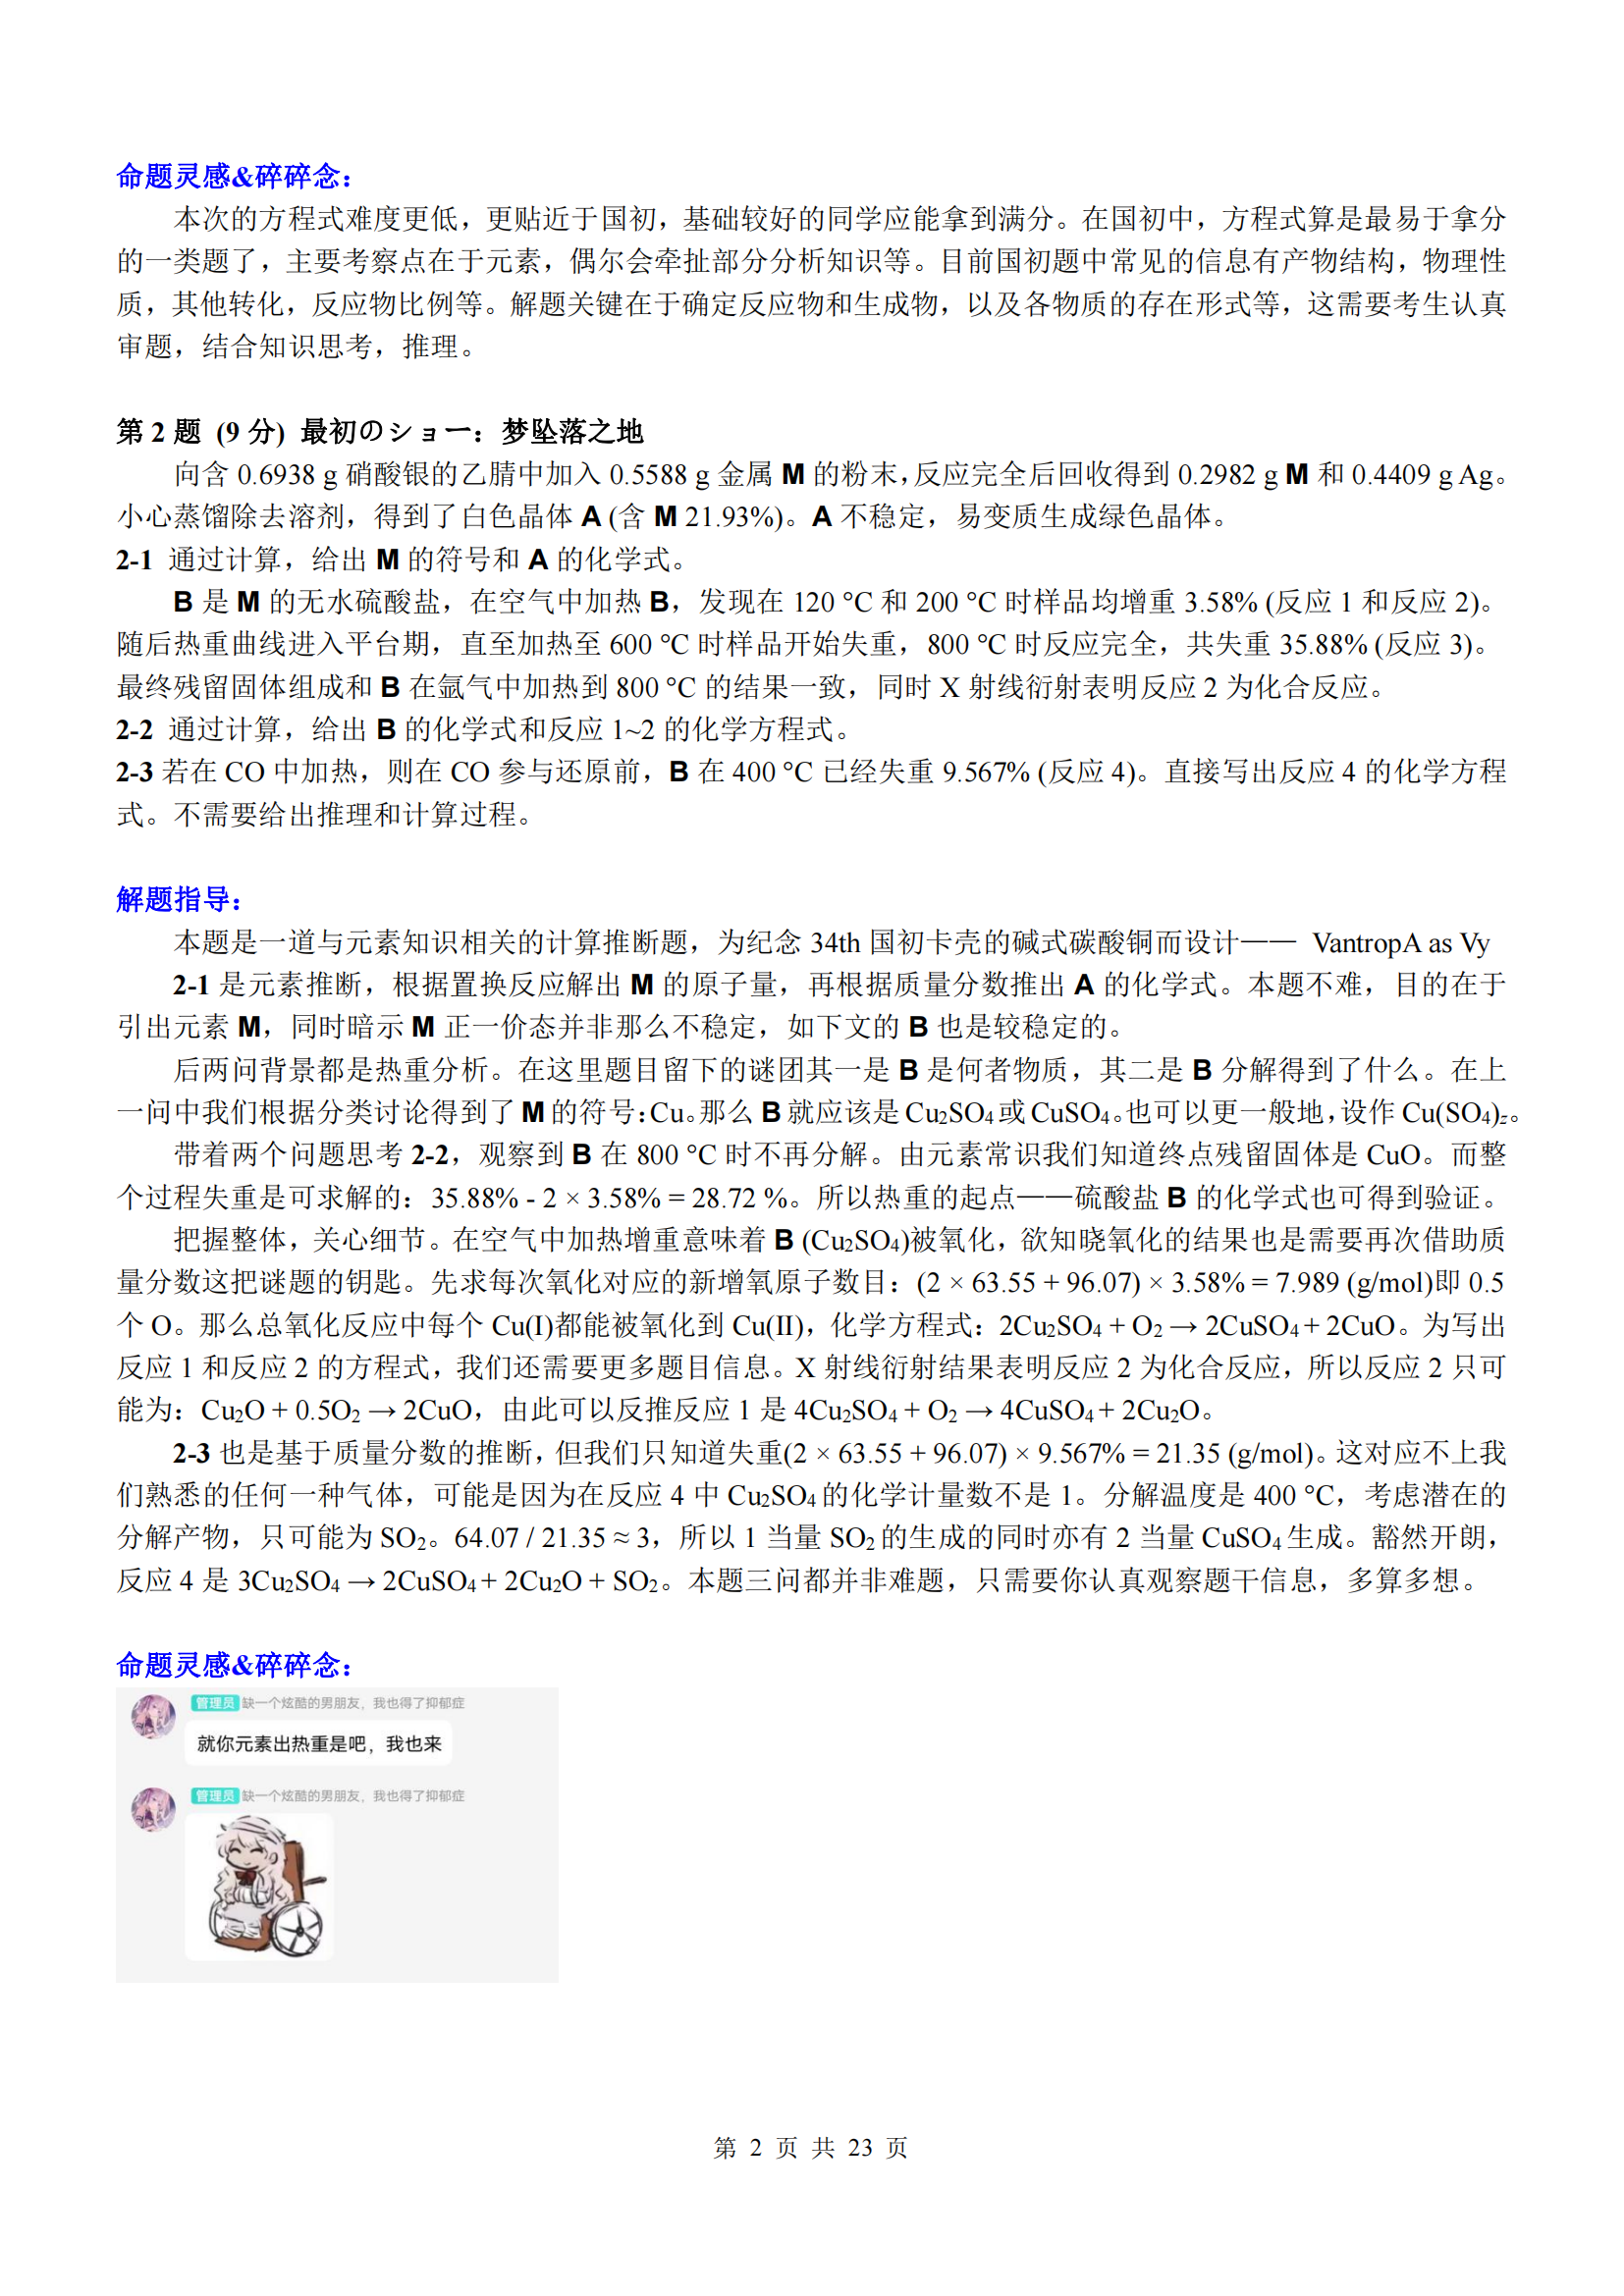 命题灵感&碎碎念：
本次的方程式难度更低，更贴近于国初，基础较好的同学应能拿到满分。在国初中，方程式算是最易于拿分
的一类题了，主要考察点在于元素，偶尔会牵扯部分分析知识等。目前国初题中常见的信息有产物结构，物理性
质，其他转化，反应物比例等。解题关键在于确定反应物和生成物，以及各物质的存在形式等，这需要考生认真
审题，结合知识思考，推理。
第 2 题 (9 分) 最初のショー：梦坠落之地
向含 0.6938 g 硝酸银的乙腈中加入 0.5588 g 金属 M 的粉末，反应完全后回收得到 0.2982 g M 和 0.4409 g Ag。
小心蒸馏除去溶剂，得到了白色晶体 A (含 M 21.93%)。A 不稳定，易变质生成绿色晶体。
2-1 通过计算，给出 M 的符号和 A 的化学式。
B 是 M 的无水硫酸盐，在空气中加热 B，发现在 120 °C 和 200 °C 时样品均增重 3.58% (反应 1 和反应 2)。
随后热重曲线进入平台期，直至加热至 600 °C 时样品开始失重，800 °C 时反应完全，共失重 35.88% (反应 3)。
最终残留固体组成和 B 在氩气中加热到 800 °C 的结果一致，同时 X 射线衍射表明反应 2 为化合反应。
2-2 通过计算，给出 B 的化学式和反应 1~2 的化学方程式。
2-3 若在 CO 中加热，则在 CO 参与还原前，B 在 400 °C 已经失重 9.567% (反应 4)。直接写出反应 4 的化学方程
式。不需要给出推理和计算过程。
解题指导：
本题是一道与元素知识相关的计算推断题，为纪念 34th 国初卡壳的碱式碳酸铜而设计—— VantropA as Vy
2-1 是元素推断，根据置换反应解出 M 的原子量，再根据质量分数推出 A 的化学式。本题不难，目的在于
引出元素 M，同时暗示 M 正一价态并非那么不稳定，如下文的 B 也是较稳定的。
后两问背景都是热重分析。在这里题目留下的谜团其一是 B 是何者物质，其二是 B 分解得到了什么。在上
一问中我们根据分类讨论得到了 M 的符号：Cu。那么 B 就应该是 Cu₂SO₄ 或 CuSO₄。也可以更一般地，设作 Cu(SO₄)z。
带着两个问题思考 2-2，观察到 B 在 800 °C 时不再分解。由元素常识我们知道终点残留固体是 CuO。而整
个过程失重是可求解的：35.88% - 2 × 3.58% = 28.72 %。所以热重的起点——硫酸盐 B 的化学式也可得到验证。
把握整体，关心细节。在空气中加热增重意味着 B (Cu₂SO₄)被氧化，欲知晓氧化的结果也是需要再次借助质
量分数这把谜题的钥匙。先求每次氧化对应的新增氧原子数目：(2 × 63.55 + 96.07) × 3.58% = 7.989 (g/mol)即 0.5
个 O。那么总氧化反应中每个 Cu(I)都能被氧化到 Cu(II)，化学方程式：2Cu₂SO₄ + O₂ → 2CuSO₄ + 2CuO。为写出
反应 1 和反应 2 的方程式，我们还需要更多题目信息。X 射线衍射结果表明反应 2 为化合反应，所以反应 2 只可
能为：Cu₂O + 0.5O₂ → 2CuO，由此可以反推反应 1 是 4Cu₂SO₄ + O₂ → 4CuSO₄ + 2Cu₂O。
2-3 也是基于质量分数的推断，但我们只知道失重(2 × 63.55 + 96.07) × 9.567% = 21.35 (g/mol)。这对应不上我
们熟悉的任何一种气体，可能是因为在反应 4 中 Cu₂SO₄ 的化学计量数不是 1。分解温度是 400 °C，考虑潜在的
分解产物，只可能为 SO₂。64.07 / 21.35 ≈ 3，所以 1 当量 SO₂ 的生成的同时亦有 2 当量 CuSO₄ 生成。豁然开朗，
反应 4 是 3Cu₂SO₄ → 2CuSO₄ + 2Cu₂O + SO₂。本题三问都并非难题，只需要你认真观察题干信息，多算多想。
命题灵感&碎碎念：
管理员 缺一个炫酷的男朋友，我也得了抑郁症
就你元素出热重是吧，我也来
管理员 缺一个炫酷的男朋友，我也得了抑郁症
第 2 页 共 23 页